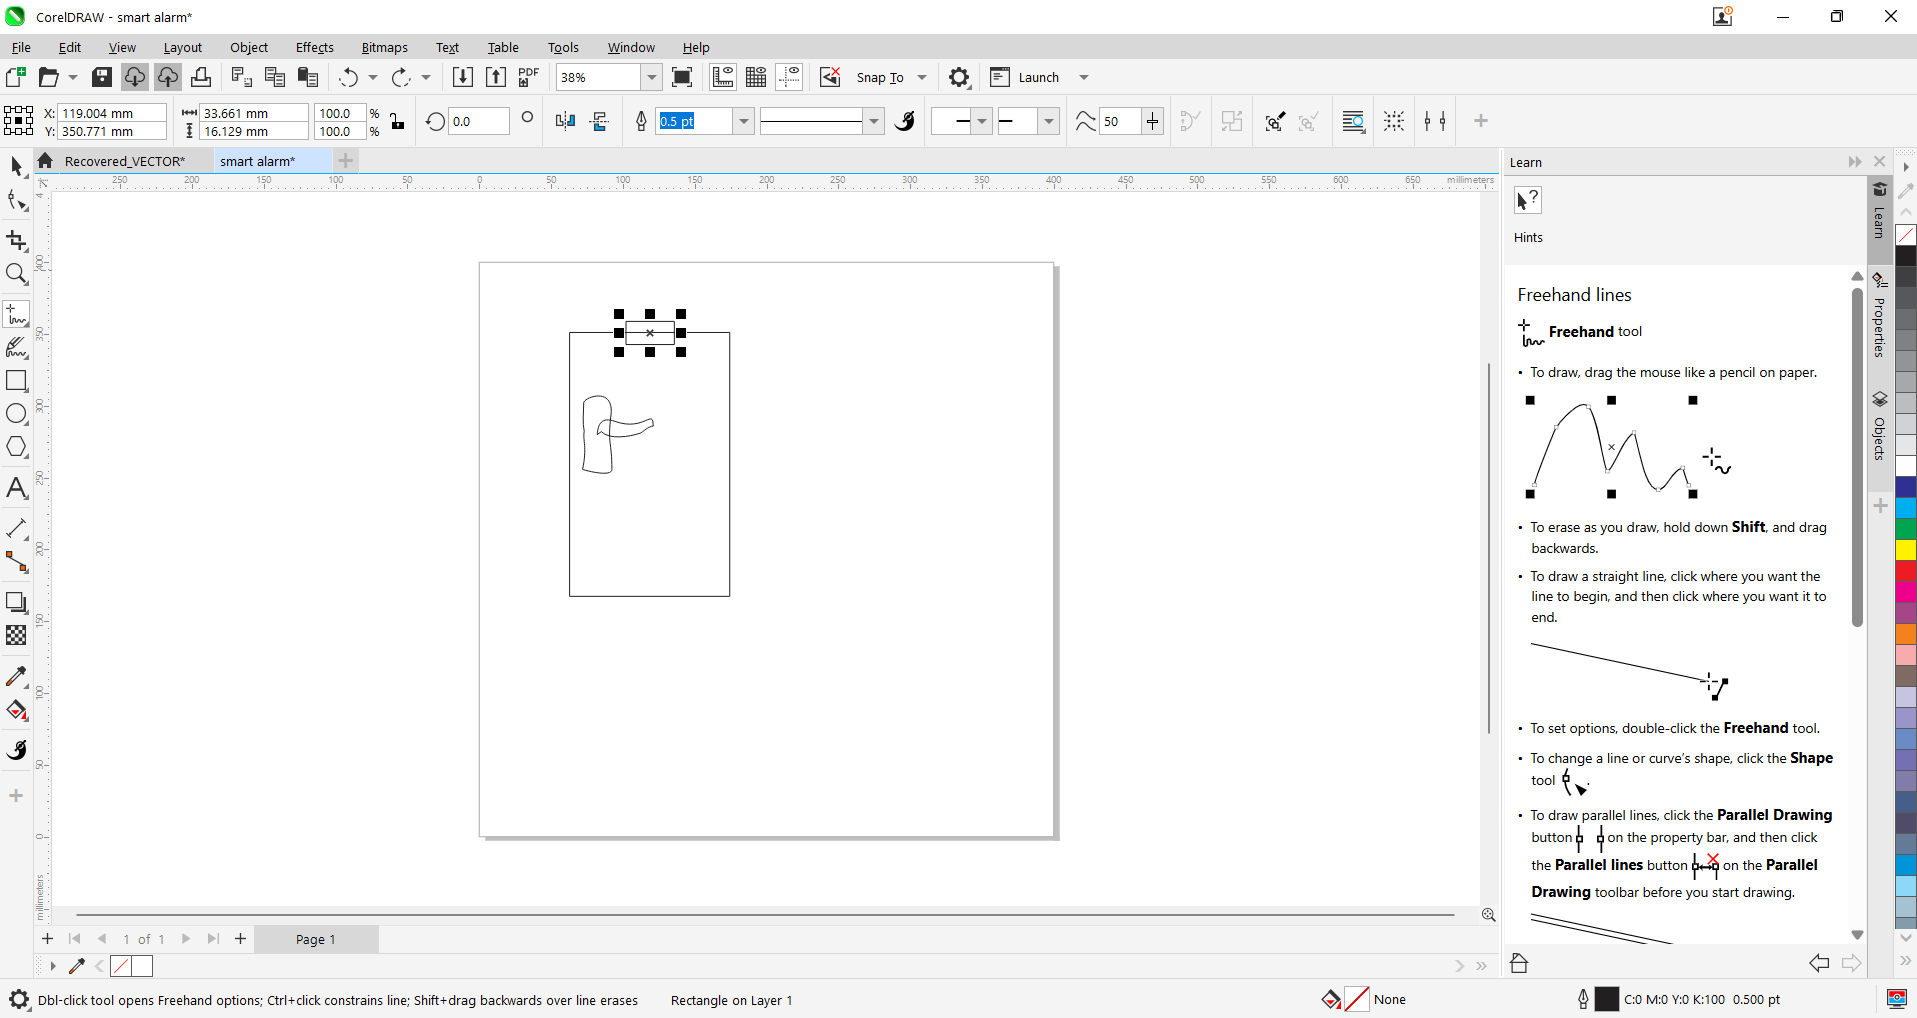 CorelDRAW - smart alarm*
File Edit View Layout Object Effects Bitmaps Text Table Tools Window Help
PDF 38% Snap To Launch
X: 119.004 mm 33.661 mm 100.0 % 0.0 0.5 pt 50
Y: 350.771 mm 16.129 mm 100.0 %
Recovered_VECTOR* smart alarm*
250 200 150 100 50 0 50 100 150 200 250 300 350 400 450 500 550 600 650 millimeters
400
350
300
250
200
150
100
50
0
millimeters
Learn
Hints
Freehand lines
Freehand tool
• To draw, drag the mouse like a pencil on paper.
• To erase as you draw, hold down Shift, and drag
backwards.
• To draw a straight line, click where you want the
line to begin, and then click where you want it to
end.
• To set options, double-click the Freehand tool.
• To change a line or curve's shape, click the Shape
tool .
• To draw parallel lines, click the Parallel Drawing
button on the property bar, and then click
the Parallel lines button on the Parallel
Drawing toolbar before you start drawing.
Learn
Properties
Objects
1 of 1 Page 1
Dbl-click tool opens Freehand options; Ctrl+click constrains line; Shift+drag backwards over line erases Rectangle on Layer 1 None C:0 M:0 Y:0 K:100 0.500 pt